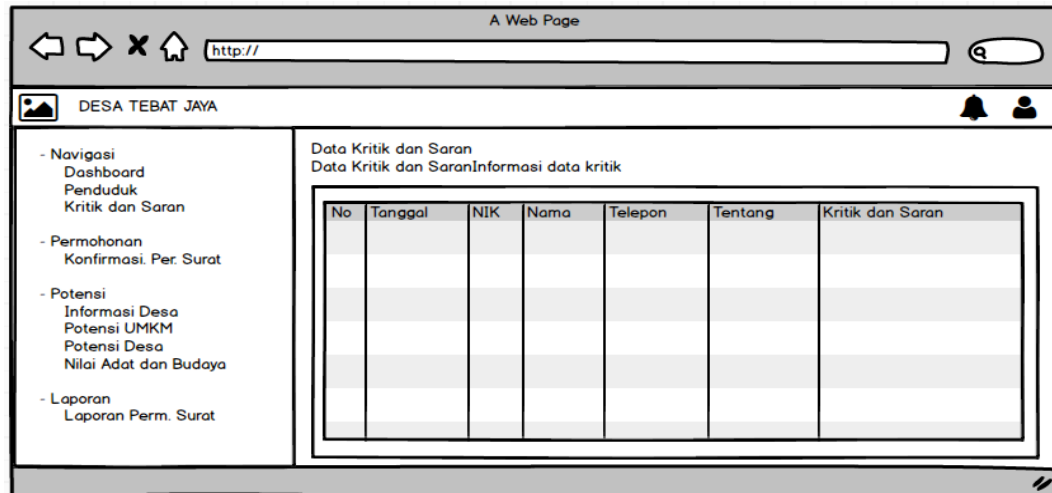 A Web Page
http://
DESA TEBAT JAYA
- Navigasi
Dashboard
Penduduk
Kritik dan Saran
- Permohonan
Konfirmasi. Per. Surat
- Potensi
Informasi Desa
Potensi UMKM
Potensi Desa
Nilai Adat dan Budaya
- Laporan
Laporan Perm. Surat
Data Kritik dan Saran
Data Kritik dan SaranInformasi data kritik
No Tanggal NIK Nama Telepon Tentang Kritik dan Saran